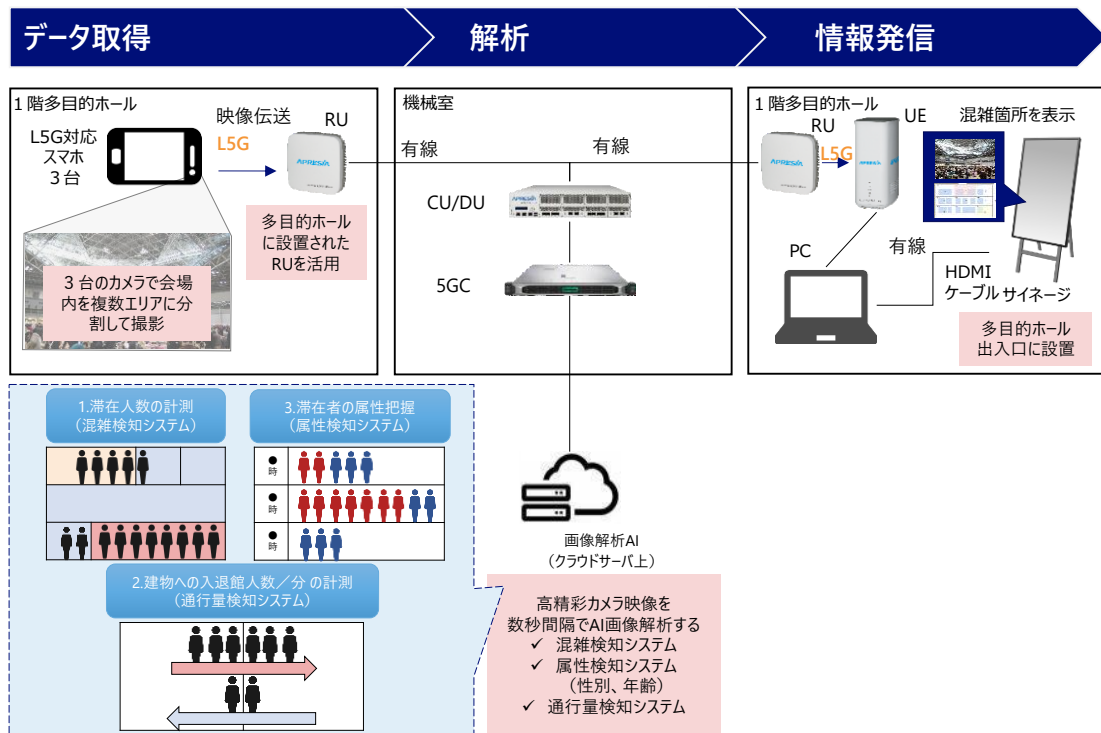 データ取得
解析
情報発信
1階多目的ホール
L5G対応
スマホ
3台
映像伝送
L5G
RU
APRESIA
多目的ホール
に設置された
RUを活用
3台のカメラで会場
内を複数エリアに分
割して撮影
有線
機械室
有線
CU/DU
5GC
1階多目的ホール
RU
APRESIA
L5G
UE
APRESIA
混雑箇所を表示
PC
有線
HDMI
ケーブル
サイネージ
多目的ホール
出入口に設置
1.滞在人数の計測
(混雑検知システム)
3.滞在者の属性把握
(属性検知システム)
●
時
●
時
●
時
2.建物への入退館人数/分 の計測
(通行量検知システム)
画像解析AI
(クラウドサーバ上)
高精彩カメラ映像を
数秒間隔でAI画像解析する
✓ 混雑検知システム
✓ 属性検知システム
(性別、年齢)
✓ 通行量検知システム